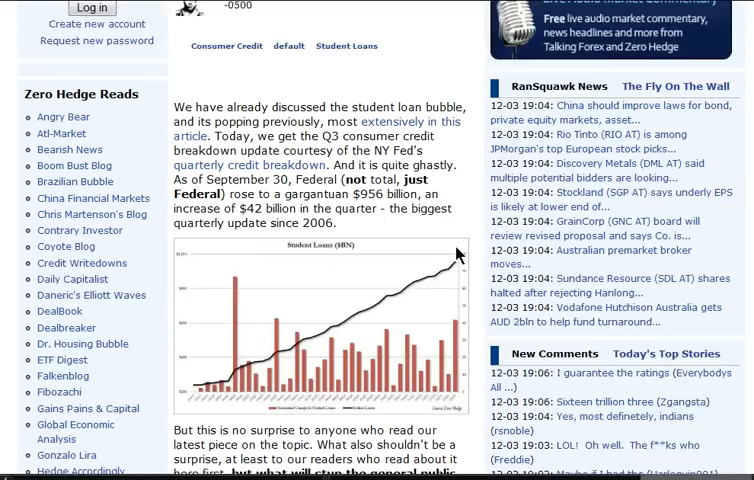 Log in
Create new account
Request new password
-0500
Consumer Credit default Student Loans
Zero Hedge Reads
Angry Bear
Atl-Market
Bearish News
Boom Bust Blog
Brazilian Bubble
China Financial Markets
Chris Martenson's Blog
Contrary Investor
Coyote Blog
Credit Writedowns
Daily Capitalist
Daneric's Elliott Waves
DealBook
Dealbreaker
Dr. Housing Bubble
ETF Digest
Falkenblog
Fibozachi
Gains Pains & Capital
Global Economic
Analysis
Gonzalo Lira
Hedge Accordingly
We have already discussed the student loan bubble,
and its popping previously, most extensively in this
article. Today, we get the Q3 consumer credit
breakdown update courtesy of the NY Fed's
quarterly credit breakdown. And it is quite ghastly.
As of September 30, Federal (not total, just
Federal) rose to a gargantuan $956 billion, an
increase of $42 billion in the quarter - the biggest
quarterly update since 2006.
Student Loans ($BN)
But this is no surprise to anyone who read our
latest piece on the topic. What also shouldn't be a
surprise, at least to our readers who read about it
here first, but what will stun the general public
Live Audio Market Commentary
Free live audio market commentary,
news headlines and more from
Talking Forex and Zero Hedge
RanSquawk News The Fly On The Wall
12-03 19:04: China should improve laws for bond,
private equity markets, asset...
12-03 19:04: Rio Tinto (RIO AT) is among
JPMorgan's top European stock picks...
12-03 19:04: Discovery Metals (DML AT) said
multiple potential bidders are looking...
12-03 19:04: Stockland (SGP AT) says underly EPS
is likely at lower end of...
12-03 19:04: GrainCorp (GNC AT) board will
review revised proposal and says Co. is...
12-03 19:04: Australian premarket broker
moves...
12-03 19:04: Sundance Resource (SDL AT) shares
halted after rejecting Hanlong...
12-03 19:04: Vodafone Hutchison Australia gets
AUD 2bln to help fund turnaround...
New Comments Today's Top Stories
12-03 19:06: I guarantee the ratings (Everybodys
All ...)
12-03 19:06: Sixteen trillion three (Zgangsta)
12-03 19:04: Yes, most definetely, indians
(rsnoble)
12-03 19:03: LOL! Oh well. The f**ks who
(Freddie)